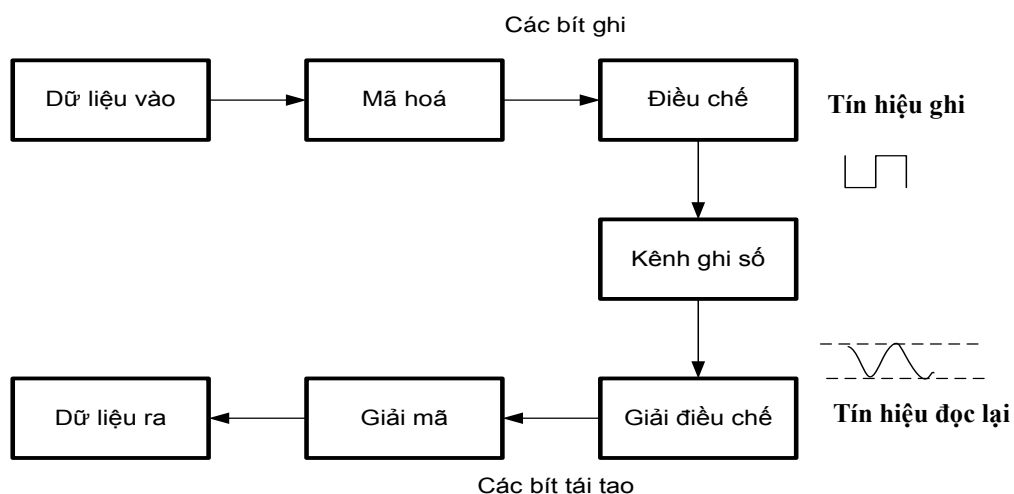 Các bít ghi
Dữ liệu vào
Mã hoá
Điều chế
Tín hiệu ghi
Kênh ghi số
Dữ liệu ra
Giải mã
Giải điều chế
Tín hiệu đọc lại
Các bít tái tao